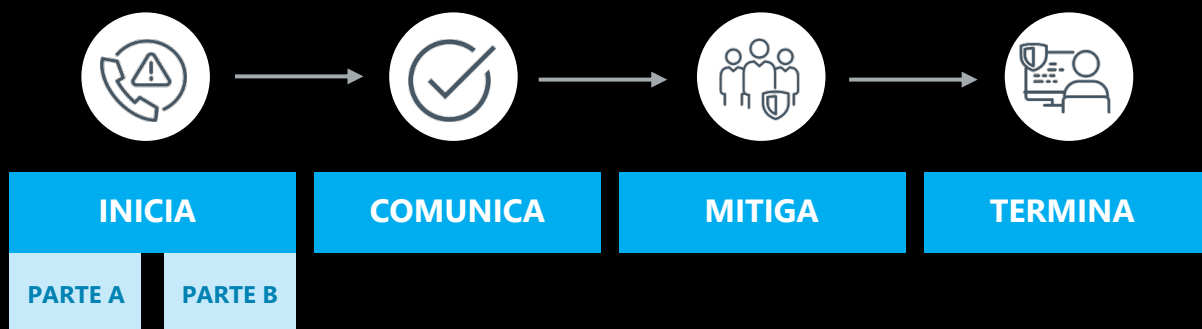 INICIA
COMUNICA
MITIGA
TERMINA
PARTE A
PARTE B